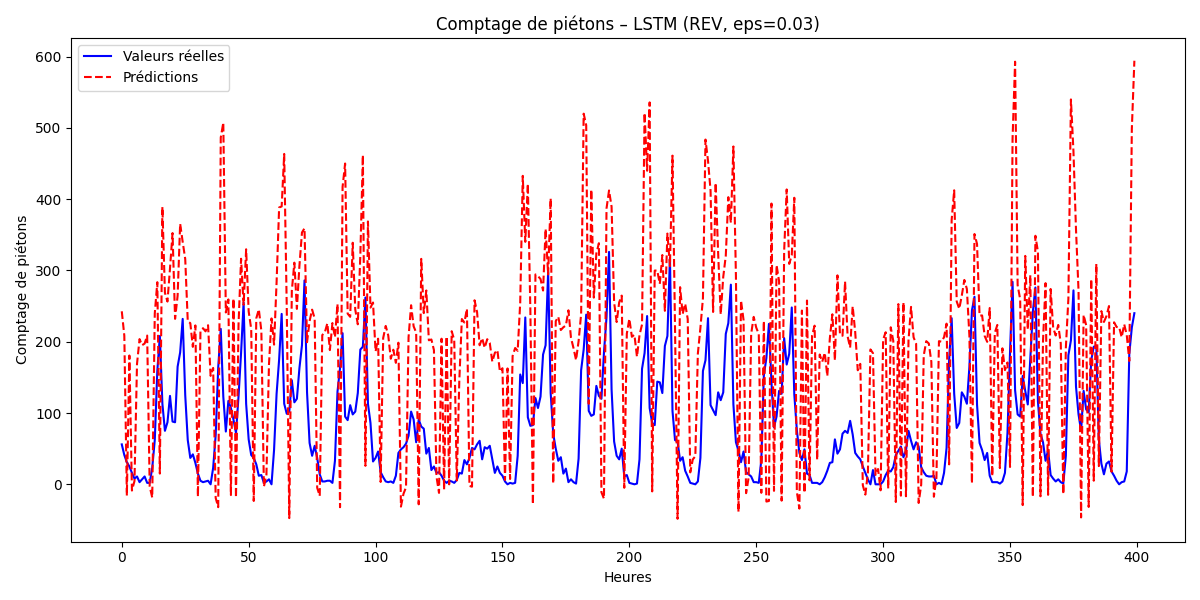 Comptage de piétons – LSTM (REV, eps=0.03)
Valeurs réelles
Prédictions
Comptage de piétons
600
500
400
300
200
100
0
0 50 100 150 200 250 300 350 400
Heures